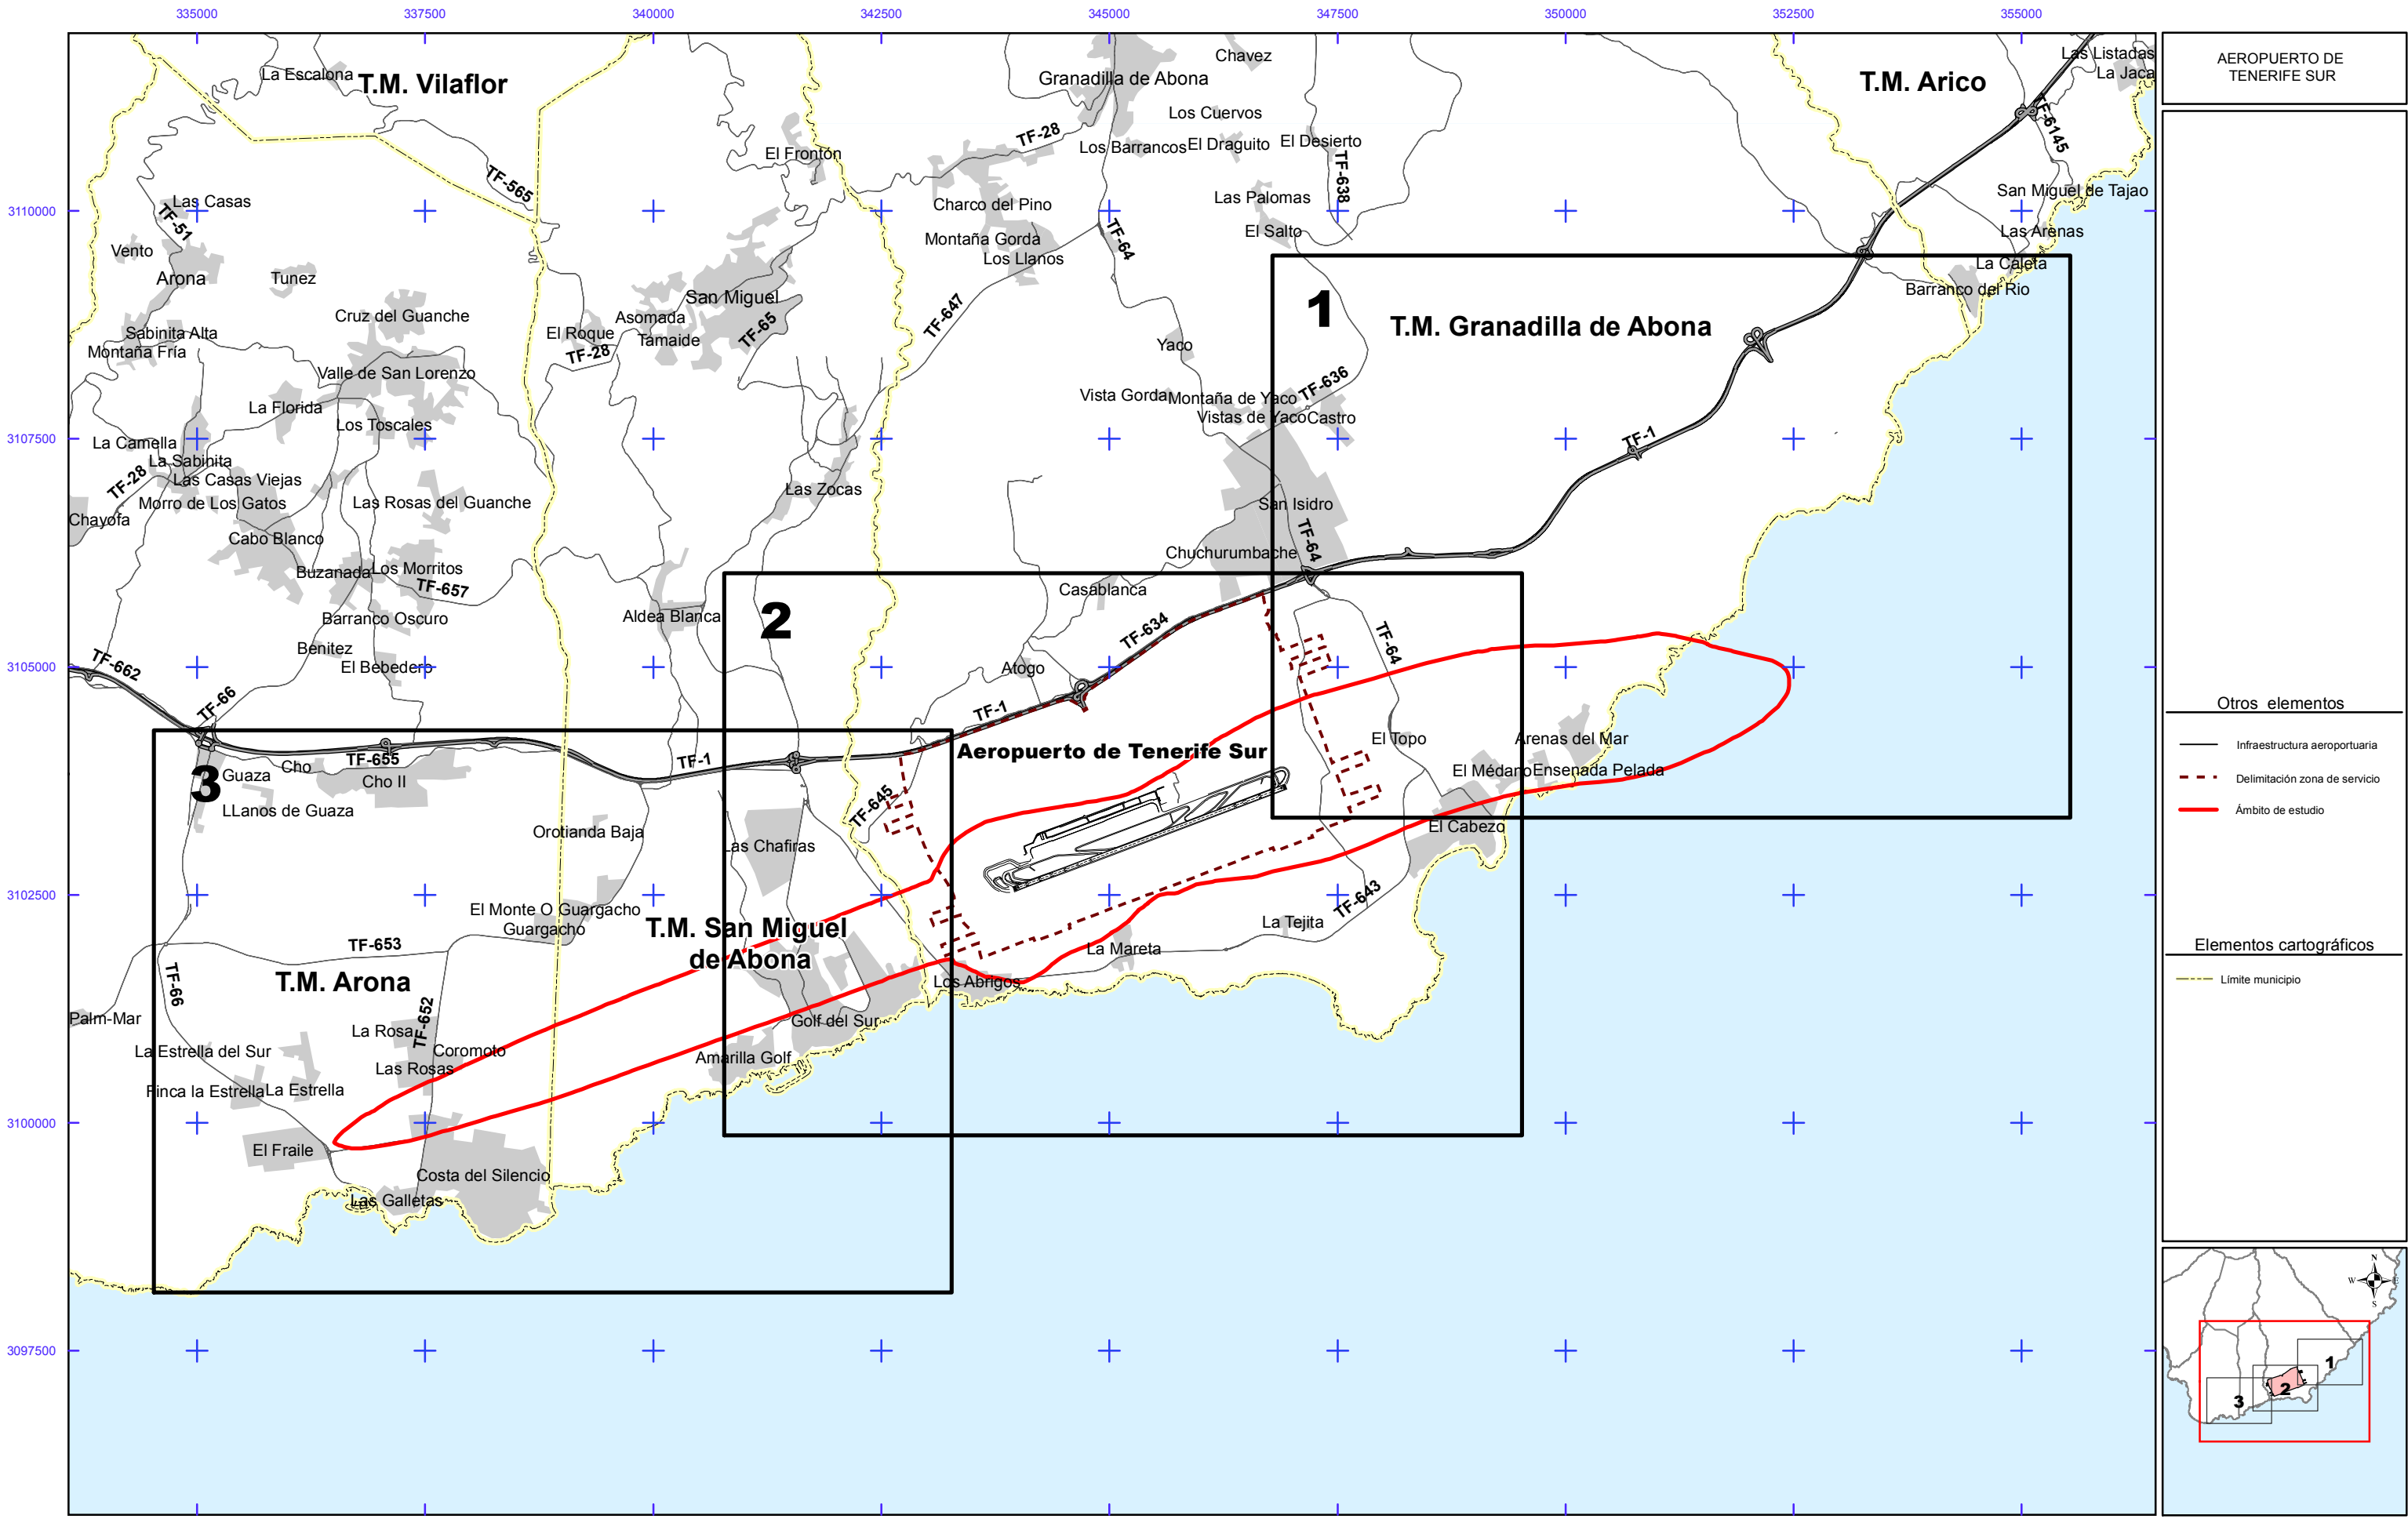 335000
337500
340000
342500
345000
347500
350000
352500
355000
3110000
3107500
3105000
3102500
3100000
3097500
La Escalona
T.M. Vilaflor
Granadilla de Abona
Chavez
T.M. Arico
Las Listadas
La Jaca
Los Cuervos
TF-28
Los Barrancos
El Draguito
El Desierto
TF-6145
El Frontón
TF-565
TF-638
Las Casas
TF-51
Charco del Pino
Las Palomas
San Miguel de Tajao
Vento
Montaña Gorda
TF-64
El Salto
Las Arenas
Arona
Tunez
Los Llanos
La Caleta
San Miguel
Barranco del Rio
Cruz del Guanche
Asomada
TF-647
1
T.M. Granadilla de Abona
Sabinita Alta
El Roque
Tamaide
TF-65
Montaña Fría
TF-28
Yaco
Valle de San Lorenzo
TF-636
La Florida
Vista Gorda
Montaña de Yaco
Los Toscales
Vistas de Yaco
Castro
La Camella
TF-1
La Sabinita
TF-28
Las Casas Viejas
Las Zocas
Morro de Los Gatos
Las Rosas del Guanche
San Isidro
Chayofa
Cabo Blanco
TF-64
Chuchurumbache
Buzanada
Los Morritos
TF-657
Casablanca
Barranco Oscuro
Aldea Blanca
2
TF-634
Benitez
TF-64
TF-662
El Bebedero
Atogo
TF-66
TF-1
El Topo
Arenas del Mar
Aeropuerto de Tenerife Sur
TF-655
TF-1
3
Guaza
Cho
Cho II
El Médano
Ensenada Pelada
LLanos de Guaza
TF-645
Orotianda Baja
El Cabezo
Las Chafiras
TF-643
El Monte O Guargacho
Guargacho
T.M. San Miguel
de Abona
La Tejita
TF-653
La Mareta
TF-66
T.M. Arona
Los Abrigos
TF-652
Palm-Mar
La Rosa
Golf del Sur
La Estrella del Sur
Coromoto
Amarilla Golf
Las Rosas
Finca la Estrella
La Estrella
El Fraile
Costa del Silencio
Las Galletas
AEROPUERTO DE
TENERIFE SUR
Otros elementos
Infraestructura aeroportuaria
Delimitación zona de servicio
Ámbito de estudio
Elementos cartográficos
Límite municipio
N
W
E
S
1
2
3